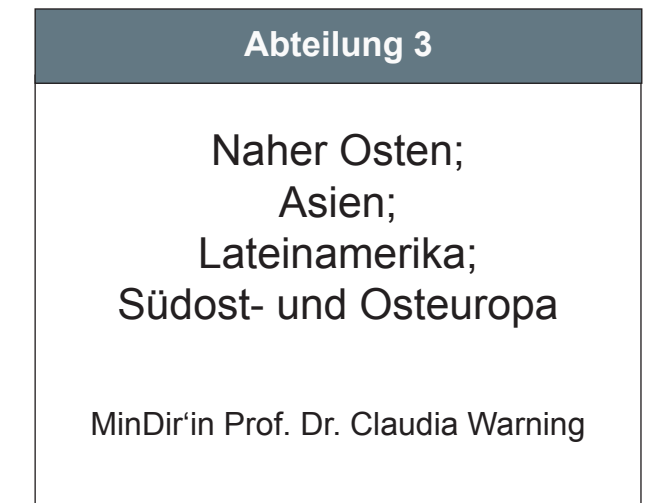 Abteilung 3
Naher Osten;
Asien;
Lateinamerika;
Südost- und Osteuropa
MinDir‘in Prof. Dr. Claudia Warning